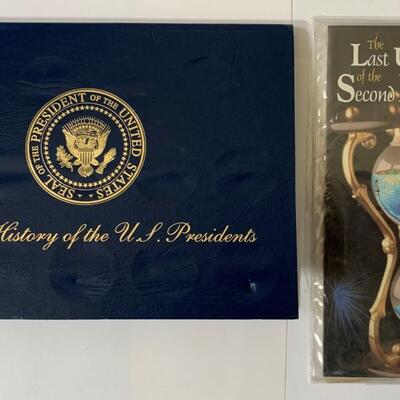 SEAL OF THE PRESIDENT OF THE UNITED STATES
History of the U.S. Presidents
The
Last
of the
Second